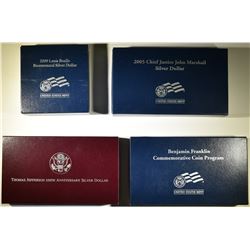 2009 Louis Braille
Bicentennial Silver Dollar
UNITED STATES MINT
2005 Chief Justice John Marshall
Silver Dollar
UNITED STATES MINT
THOMAS JEFFERSON 250TH ANNIVERSARY SILVER DOLLAR
Benjamin Franklin
Commemorative Coin Program
UNITED STATES MINT